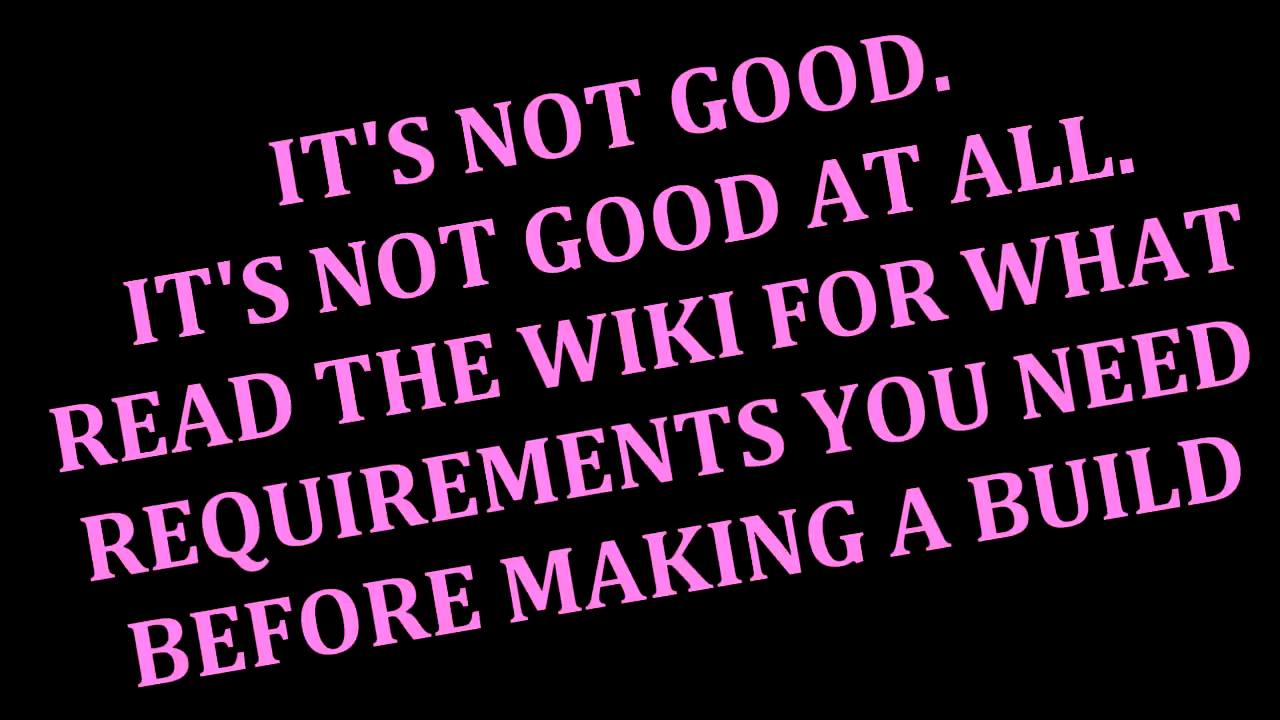 IT'S NOT GOOD.
IT'S NOT GOOD AT ALL.
READ THE WIKI FOR WHAT
REQUIREMENTS YOU NEED
BEFORE MAKING A BUILD